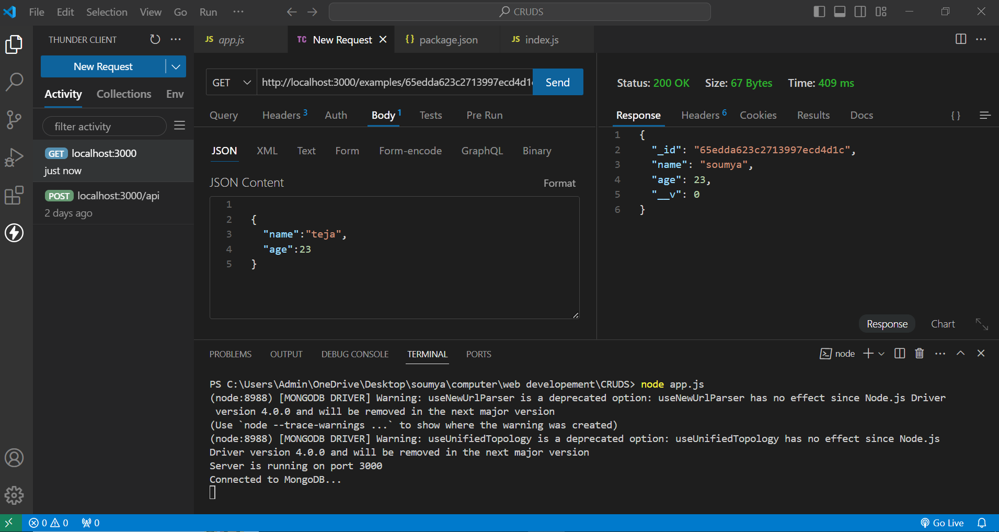 File Edit Selection View Go Run ... CRUDS
THUNDER CLIENT ...
JS app.js TC New Request {} package.json JS index.js ...
New Request
Activity Collections Env
filter activity
GET localhost:3000
just now
POST localhost:3000/api
2 days ago
GET http://localhost:3000/examples/65edda623c2713997ecd4d1 Send
Query Headers 3 Auth Body 1 Tests Pre Run
JSON XML Text Form Form-encode GraphQL Binary
JSON Content Format
1
2 {
3 "name":"teja",
4 "age":23
5 }
Status: 200 OK Size: 67 Bytes Time: 409 ms
Response Headers 6 Cookies Results Docs { }
1 {
2 "_id": "65edda623c2713997ecd4d1c",
3 "name": "soumya",
4 "age": 23,
5 "__v": 0
6 }
Response Chart
PROBLEMS OUTPUT DEBUG CONSOLE TERMINAL PORTS node ...
PS C:\Users\Admin\OneDrive\Desktop\soumya\computer\web developement\CRUDS> node app.js
(node:8988) [MONGODB DRIVER] Warning: useNewUrlParser is a deprecated option: useNewUrlParser has no effect since Node.js Driver
version 4.0.0 and will be removed in the next major version
(Use `node --trace-warnings ...` to show where the warning was created)
(node:8988) [MONGODB DRIVER] Warning: useUnifiedTopology is a deprecated option: useUnifiedTopology has no effect since Node.js
Driver version 4.0.0 and will be removed in the next major version
Server is running on port 3000
Connected to MongoDB...
0 0 0 Go Live